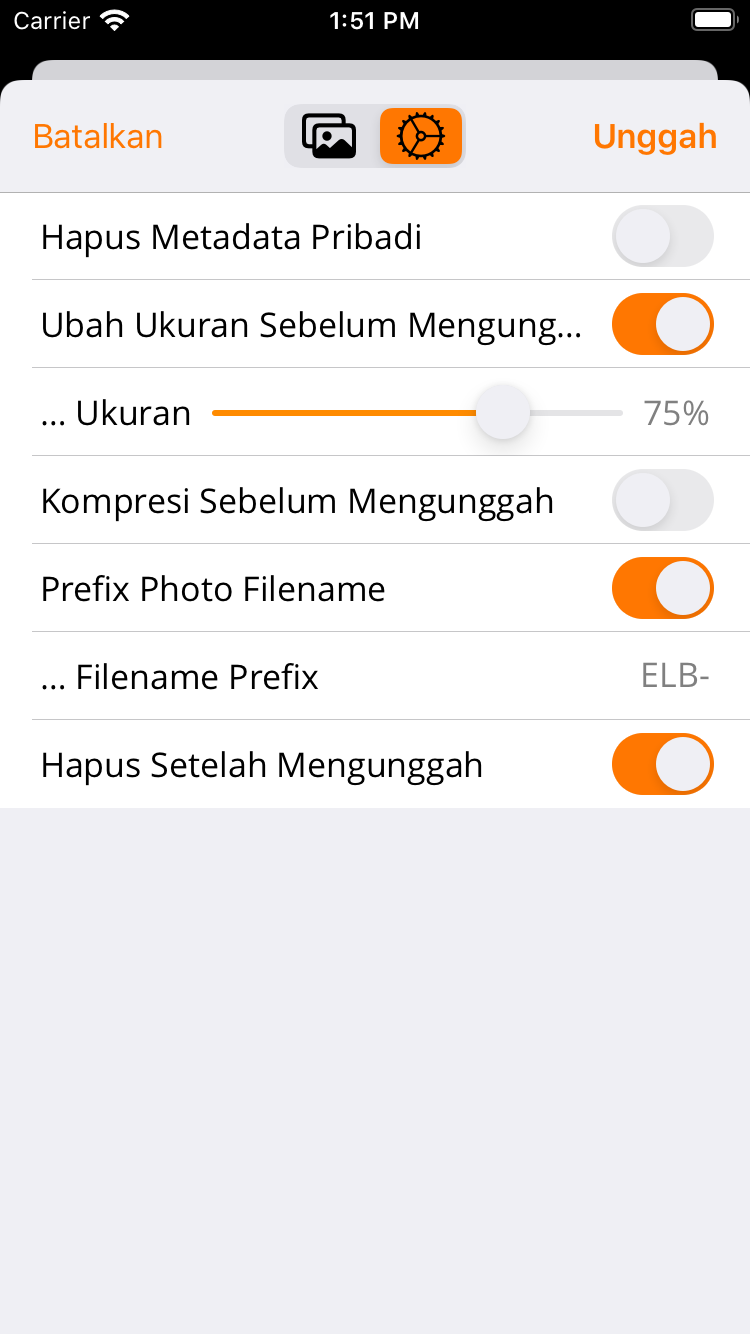 Carrier 1:51 PM
Batalkan Unggah
Hapus Metadata Pribadi
Ubah Ukuran Sebelum Mengung...
... Ukuran 75%
Kompresi Sebelum Mengunggah
Prefix Photo Filename
... Filename Prefix ELB-
Hapus Setelah Mengunggah